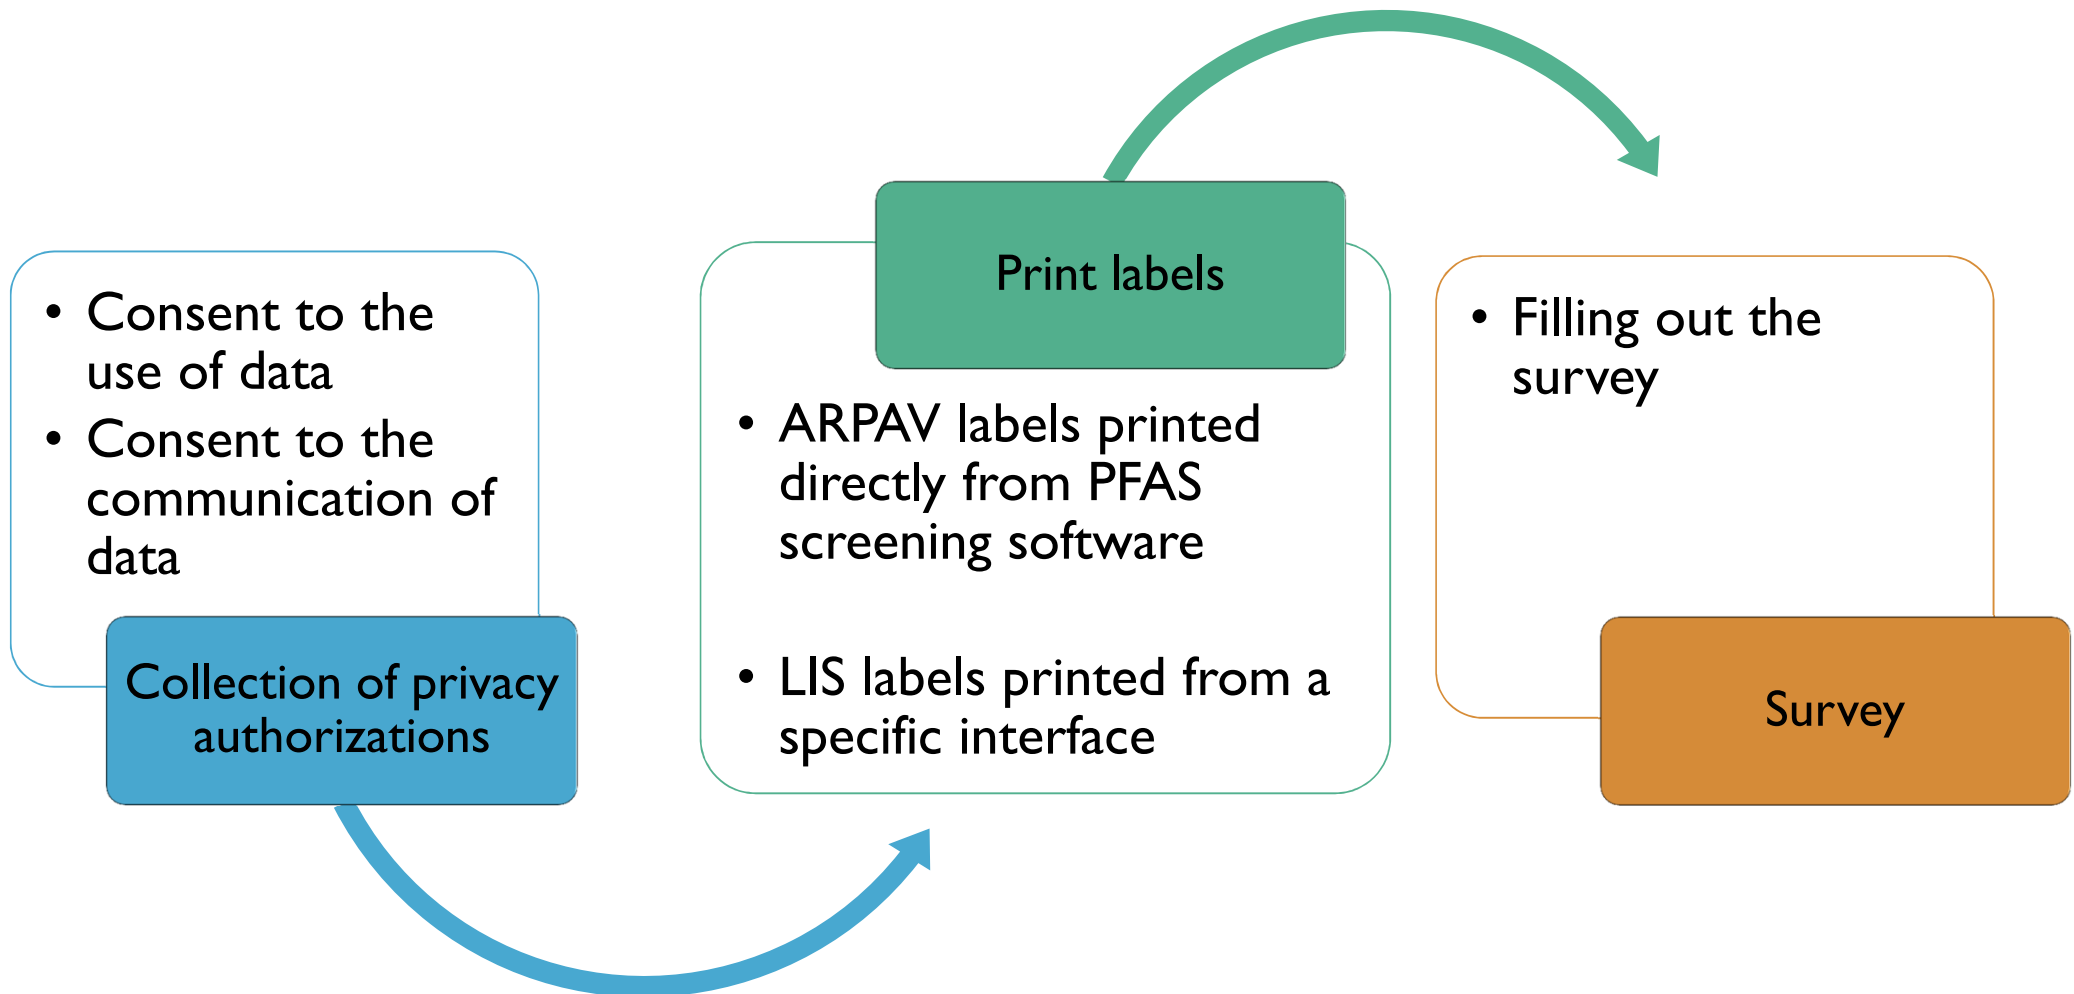 • Consent to the
use of data
• Consent to the
communication of
data
Collection of privacy
authorizations
Print labels
• ARPAV labels printed
directly from PFAS
screening software
• LIS labels printed from a
specific interface
• Filling out the
survey
Survey